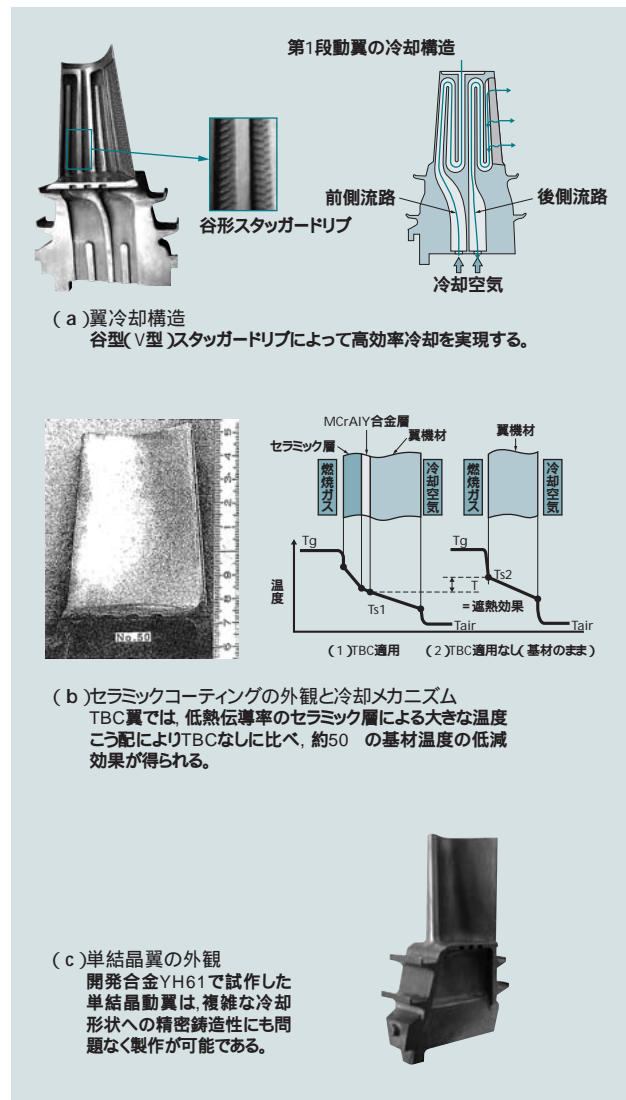 第1段動翼の冷却構造
谷形スタッガードリブ
前側流路
後側流路
冷却空気
(a)翼冷却構造
谷型(V型)スタッガードリブによって高効率冷却を実現する。
MCrAlY合金層
セラミック層
翼機材
翼機材
燃焼ガス
冷却空気
燃焼ガス
冷却空気
No.50
温度
Tg
Ts1
Tair
Tg
Ts2
T
=遮熱効果
Tair
(1)TBC適用
(2)TBC適用なし(基材のまま)
(b)セラミックコーティングの外観と冷却メカニズム
TBC翼では,低熱伝導率のセラミック層による大きな温度
こう配によりTBCなしに比べ,約50 の基材温度の低減
効果が得られる。
(c)単結晶翼の外観
開発合金YH61で試作した
単結晶動翼は,複雑な冷却
形状への精密鋳造性にも問
題なく製作が可能である。